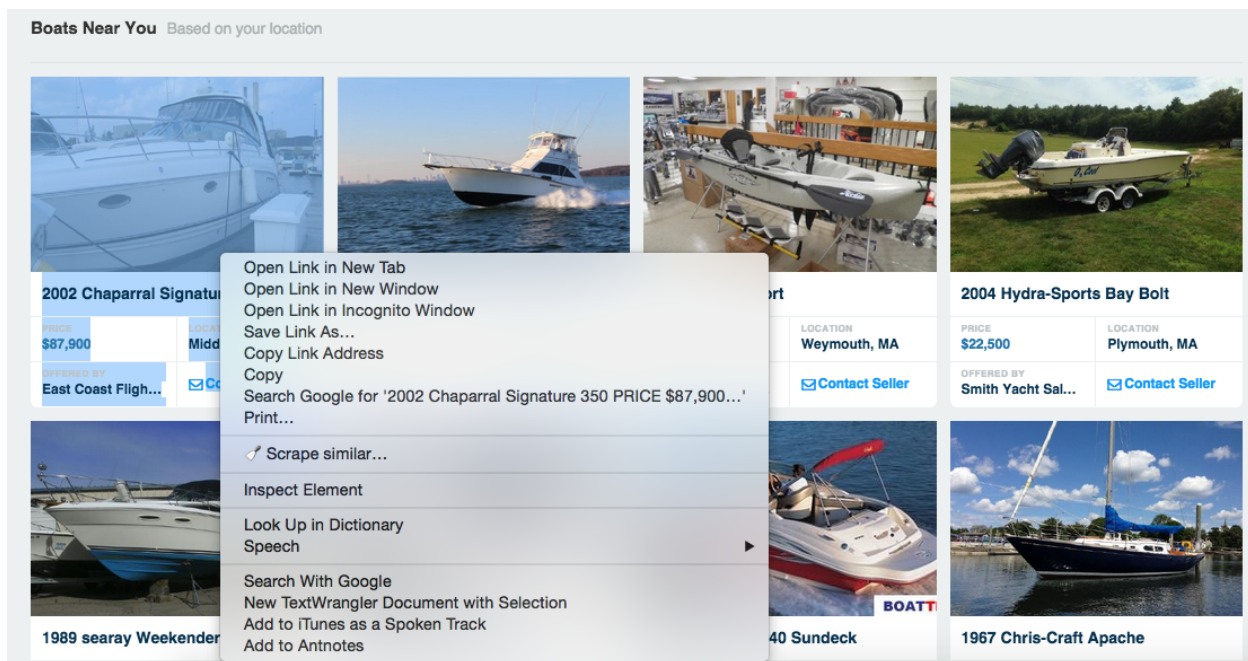 Boats Near You Based on your location
2002 Chaparral Signatu
PRICE
LOCAT
$87,900
Midd
OFFERED BY
East Coast Fligh...
Co
Open Link in New Tab
Open Link in New Window
Open Link in Incognito Window
Save Link As...
Copy Link Address
Copy
Search Google for '2002 Chaparral Signature 350 PRICE $87,900...'
Print...
Scrape similar...
Inspect Element
Look Up in Dictionary
Speech
Search With Google
New TextWrangler Document with Selection
Add to iTunes as a Spoken Track
Add to Antnotes
ort
LOCATION
Weymouth, MA
Contact Seller
2004 Hydra-Sports Bay Bolt
PRICE
LOCATION
$22,500
Plymouth, MA
OFFERED BY
Smith Yacht Sal...
Contact Seller
1989 searay Weekender
BOATT
40 Sundeck
1967 Chris-Craft Apache